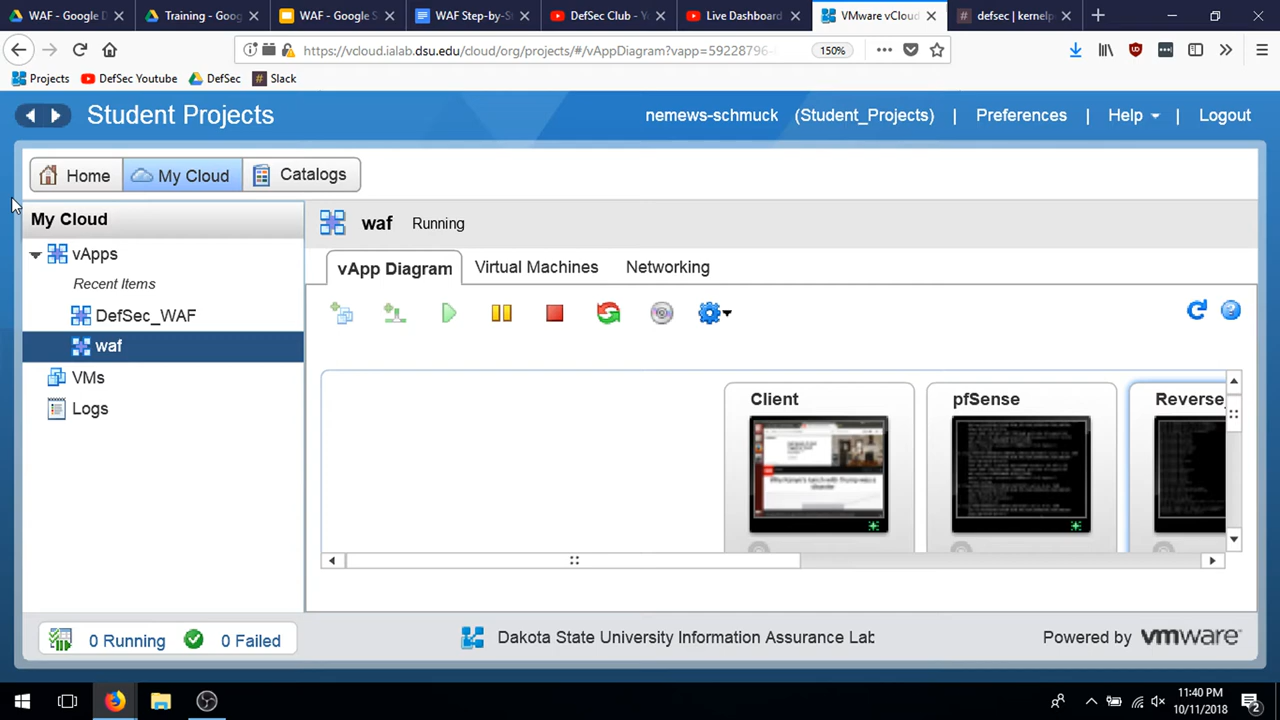 WAF - Google D
Training - Goog
WAF - Google S
WAF Step-by-S
DefSec Club - Yo
Live Dashboard
VMware vCloud
defsec | kernelp
https://vcloud.ialab.dsu.edu/cloud/org/projects/#/vAppDiagram?vapp=59228796-
150%
Projects
DefSec Youtube
DefSec
Slack
Student Projects
nemews-schmuck (Student_Projects) | Preferences | Help | Logout
Home
My Cloud
Catalogs
My Cloud
waf Running
vApps
Recent Items
DefSec_WAF
waf
VMs
Logs
vApp Diagram
Virtual Machines
Networking
Client
pfSense
Reverse
0 Running
0 Failed
Dakota State University Information Assurance Lab
Powered by vmware
11:40 PM
10/11/2018
2